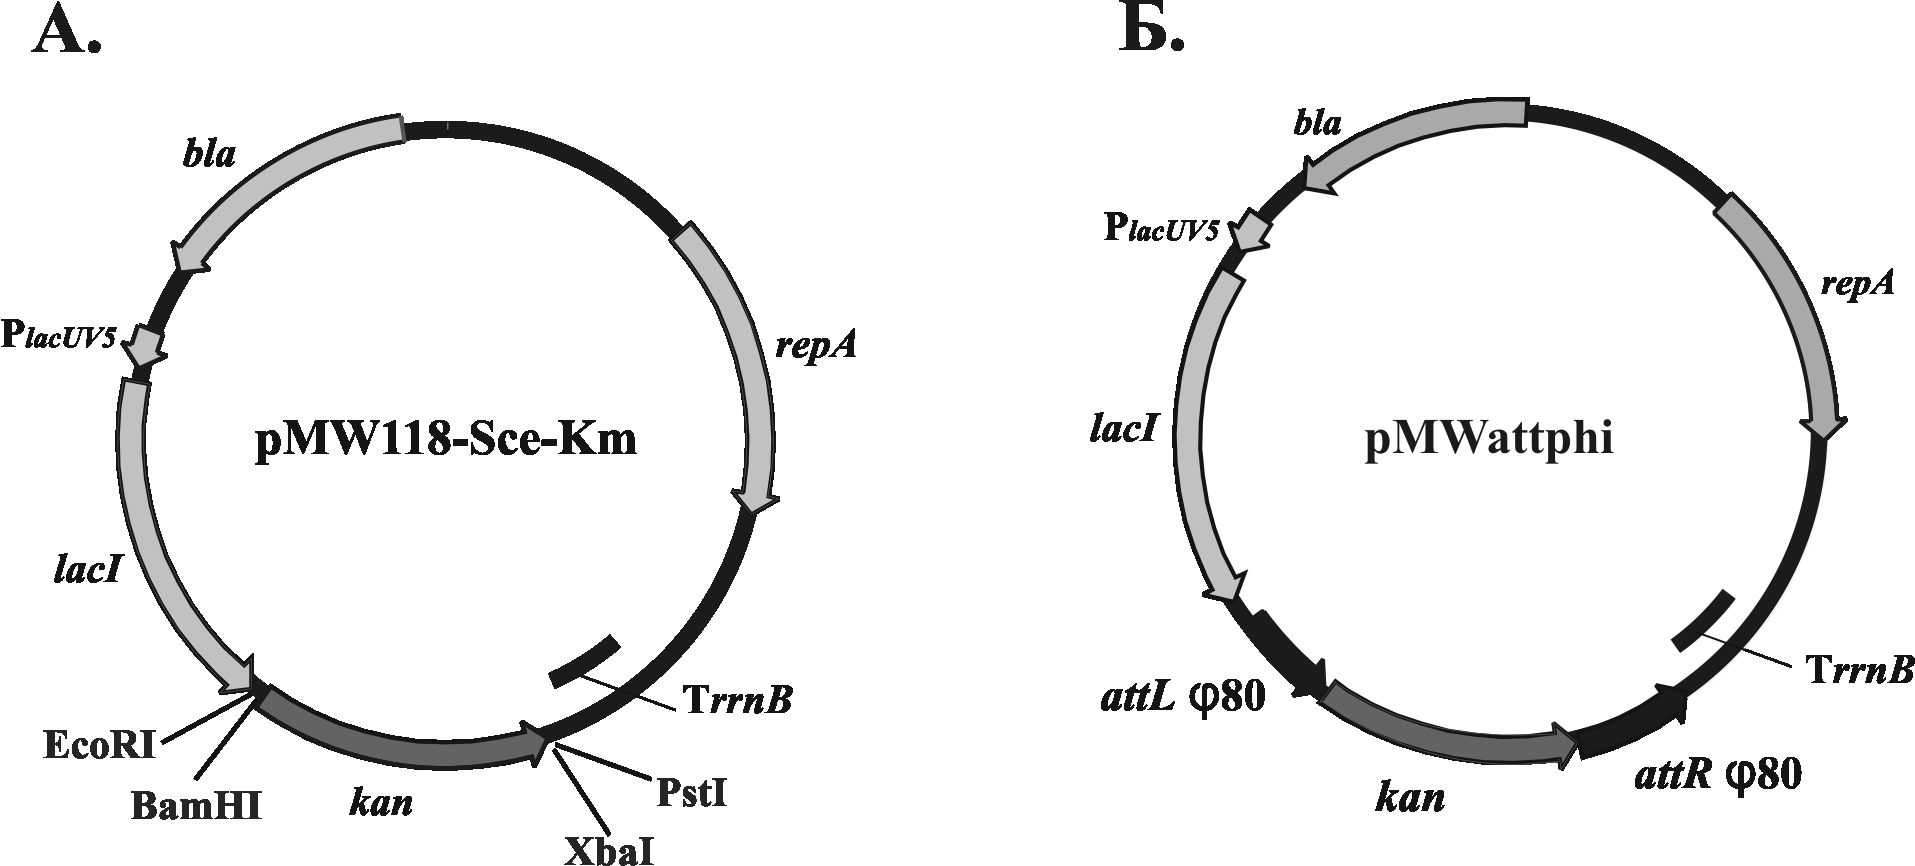 А.
bla
PlacUV5
repA
pMW118-Sce-Km
lacI
TrrnB
EcoRI
BamHI
kan
PstI
XbaI
Б.
bla
PlacUV5
repA
lacI
pMWattphi
TrrnB
attL φ80
attR φ80
kan